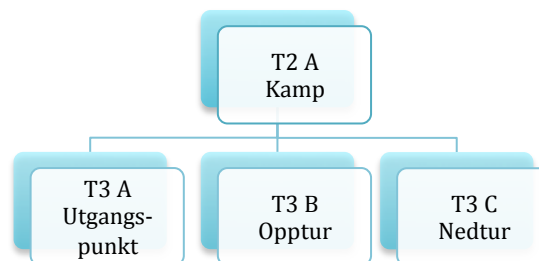 T2 A
Kamp
T3 A
Utgangs-
punkt
T3 B
Opptur
T3 C
Nedtur